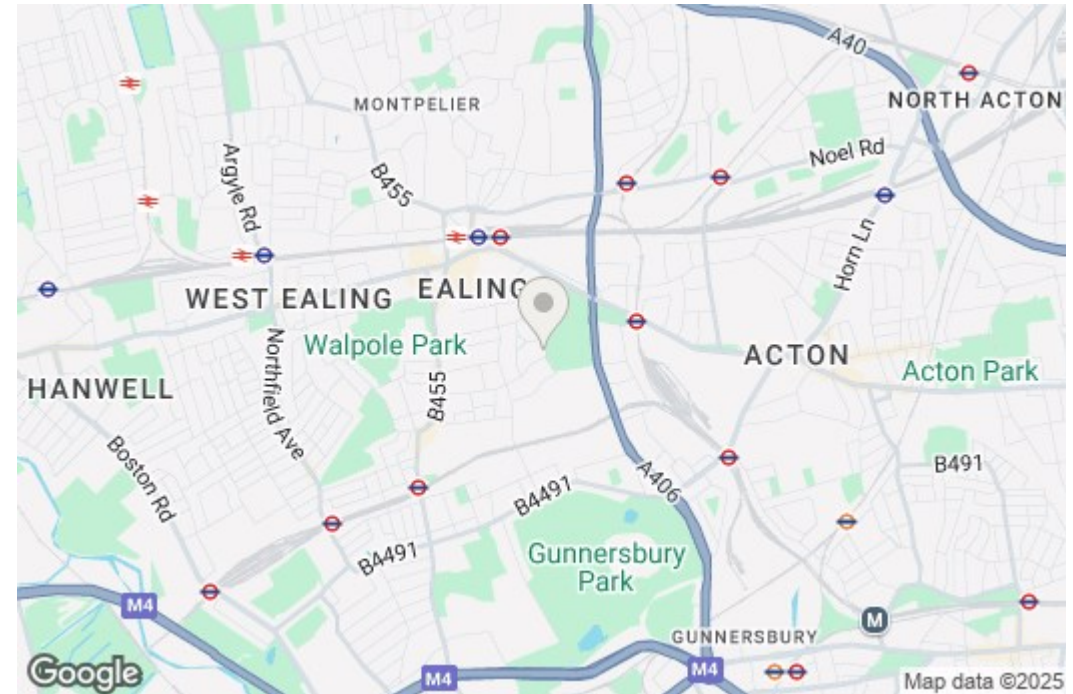 A40
NORTH ACTON
MONTPELIER
Noel Rd
Argyle Rd
B455
Horn Ln
WEST EALING
EALING
Walpole Park
ACTON
Acton Park
HANWELL
Northfield Ave
B455
Boston Rd
B491
A406
B4491
B4491
Gunnersbury
Park
M4
M
GUNNERSBURY
M4
M4
Google
Map data ©2025